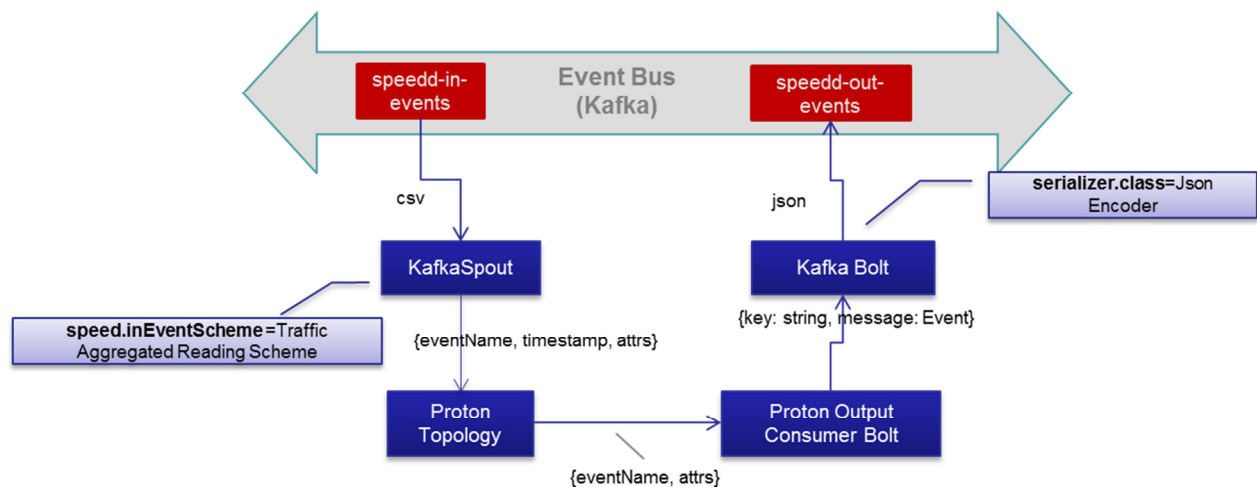 speedd-in-
events
Event Bus
(Kafka)
speedd-out-
events
csv
json
serializer.class=Json
Encoder
KafkaSpout
Kafka Bolt
speed.inEventScheme=Traffic
Aggregated Reading Scheme
{eventName, timestamp, attrs}
{key: string, message: Event}
Proton
Topology
Proton Output
Consumer Bolt
{eventName, attrs}